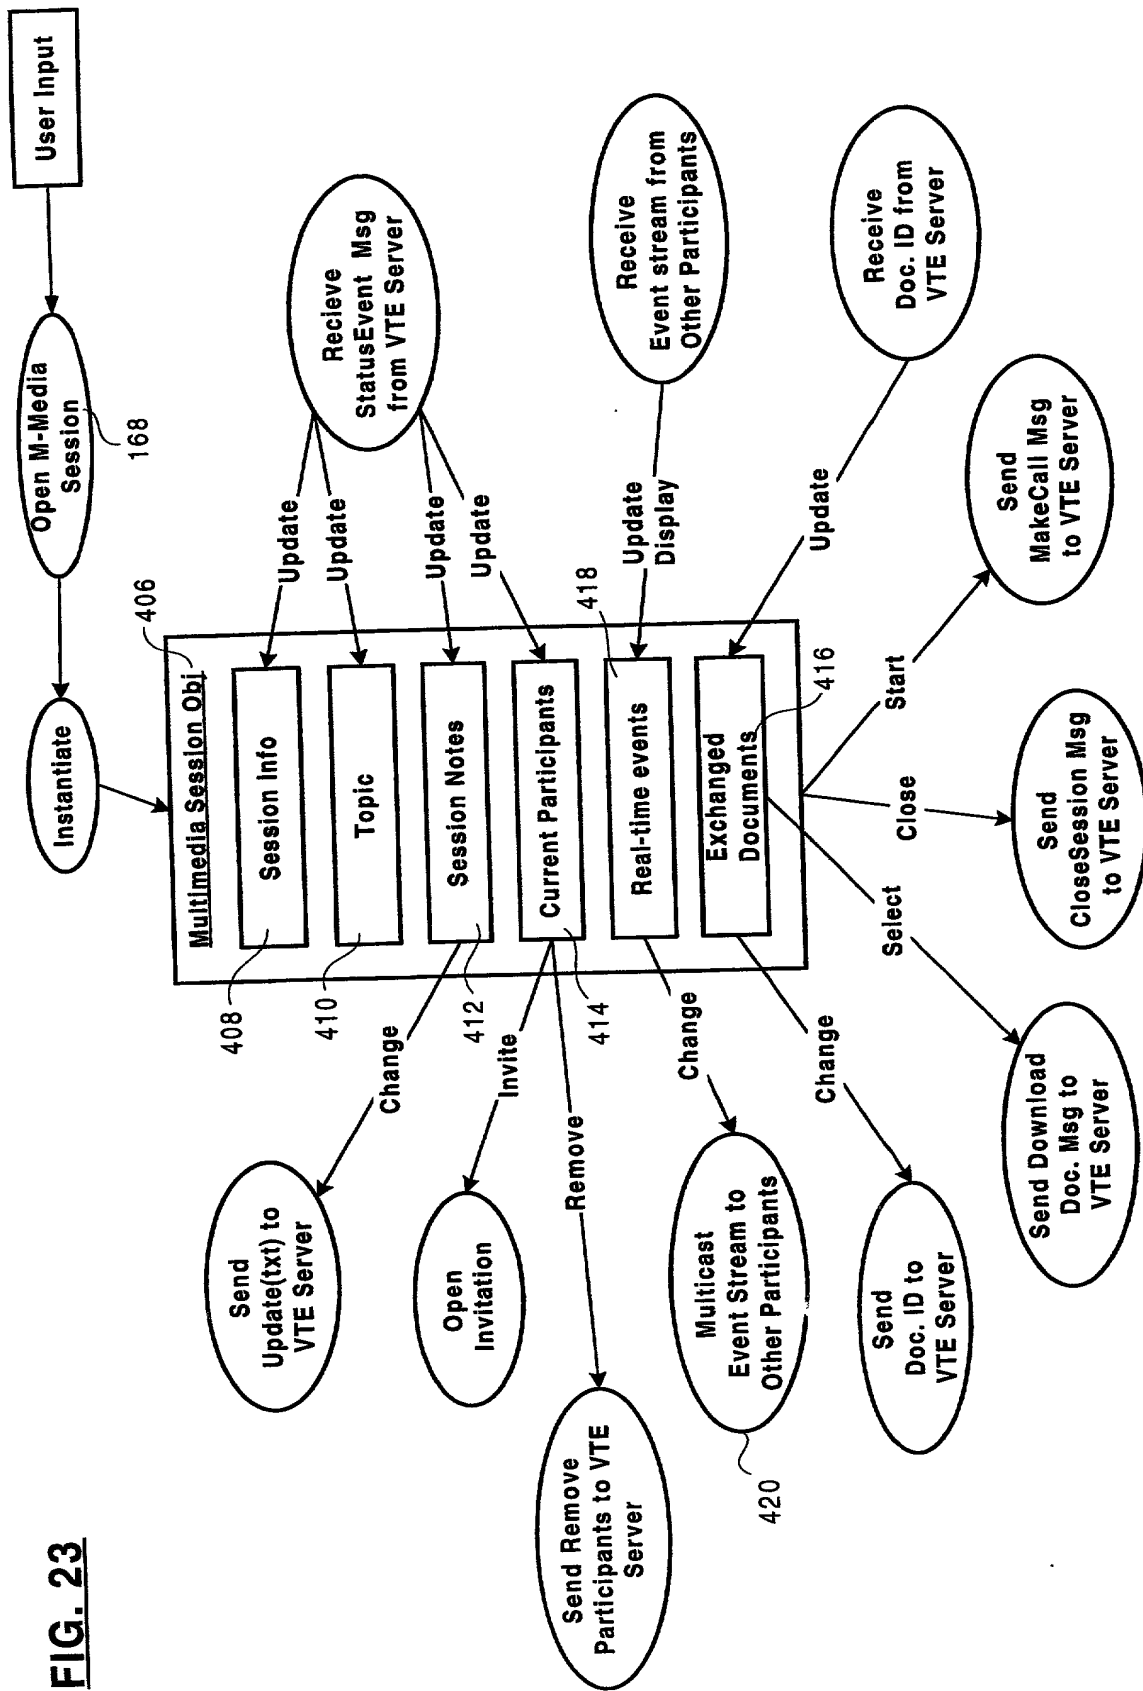 FIG. 23
User Input
Open M-Media
Session
168
Instantiate
406
Multimedia Session Obj
Session Info
408
Topic
410
Session Notes
412
Current Participants
414
Real-time events
418
Exchanged
Documents
416
Recieve
StatusEvent Msg
from VTE Server
Update
Update
Update
Update
Receive
Event stream from
Other Participants
Update
Display
Receive
Doc. ID from
VTE Server
Update
Change
Send
Update(txt) to
VTE Server
Invite
Open
Invitation
Remove
Send Remove
Participants to VTE
Server
Change
Multicast
Event Stream to
Other Participants
420
Change
Send
Doc. ID to
VTE Server
Select
Send Download
Doc. Msg to
VTE Server
Close
Send
CloseSession Msg
to VTE Server
Start
Send
MakeCall Msg
to VTE Server